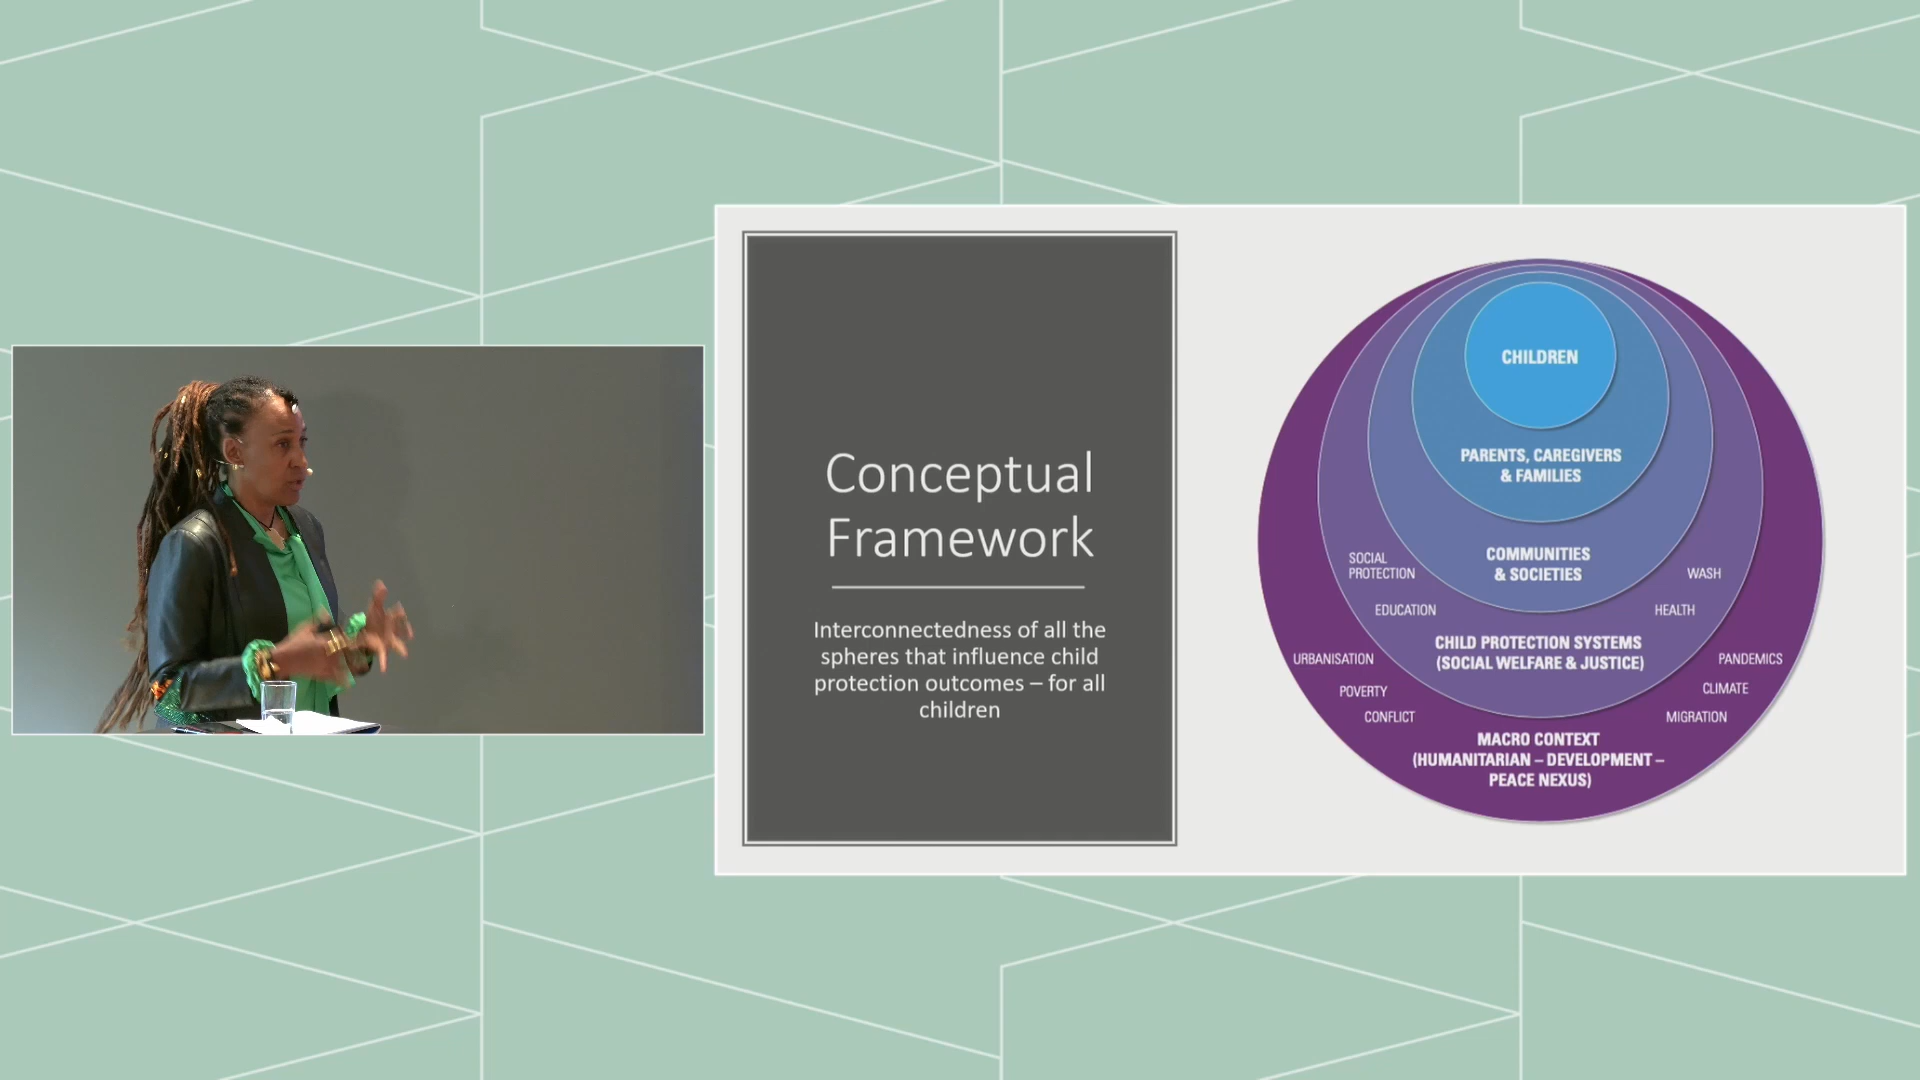 Conceptual
Framework
Interconnectedness of all the
spheres that influence child
protection outcomes – for all
children
CHILDREN
PARENTS, CAREGIVERS
& FAMILIES
COMMUNITIES
& SOCIETIES
SOCIAL
PROTECTION
WASH
EDUCATION
HEALTH
CHILD PROTECTION SYSTEMS
(SOCIAL WELFARE & JUSTICE)
URBANISATION
PANDEMICS
POVERTY
CLIMATE
CONFLICT
MIGRATION
MACRO CONTEXT
(HUMANITARIAN – DEVELOPMENT –
PEACE NEXUS)